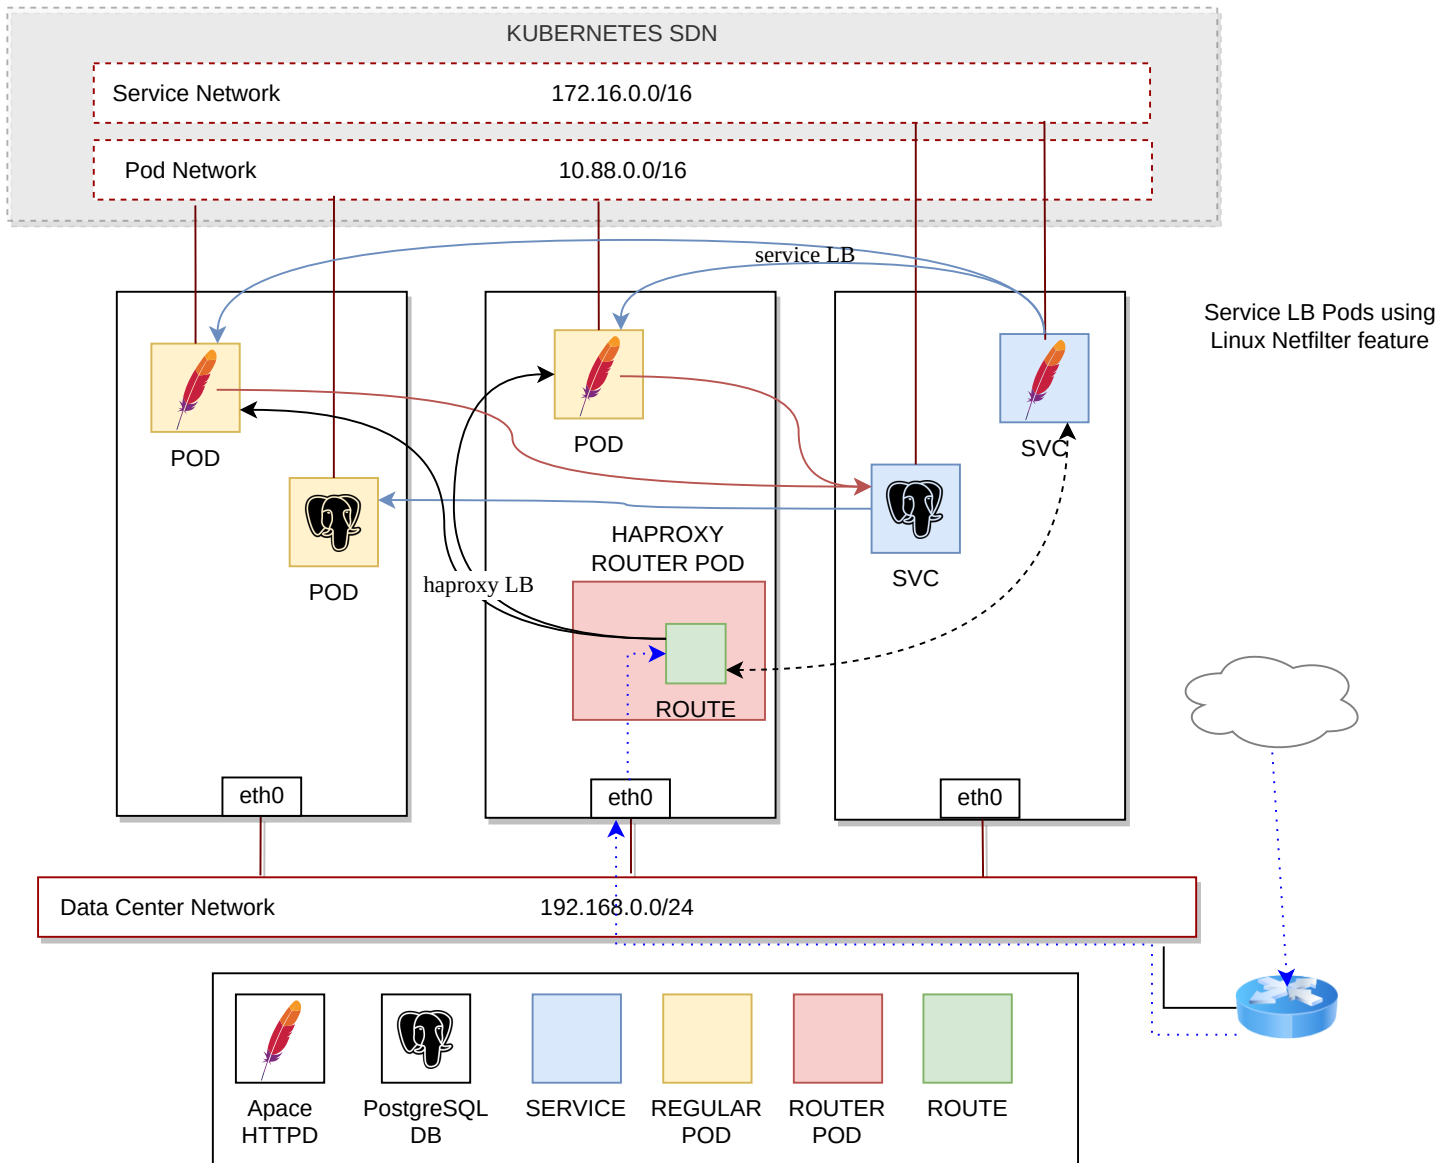 KUBERNETES SDN
Service Network
172.16.0.0/16
Pod Network
10.88.0.0/16
service LB
Service LB Pods using
Linux Netfilter feature
POD
POD
SVC
POD
HAPROXY
ROUTER POD
SVC
haproxy LB
ROUTE
eth0
eth0
eth0
Data Center Network
192.168.0.0/24
Apace
HTTPD
PostgreSQL
DB
SERVICE
REGULAR
POD
ROUTER
POD
ROUTE